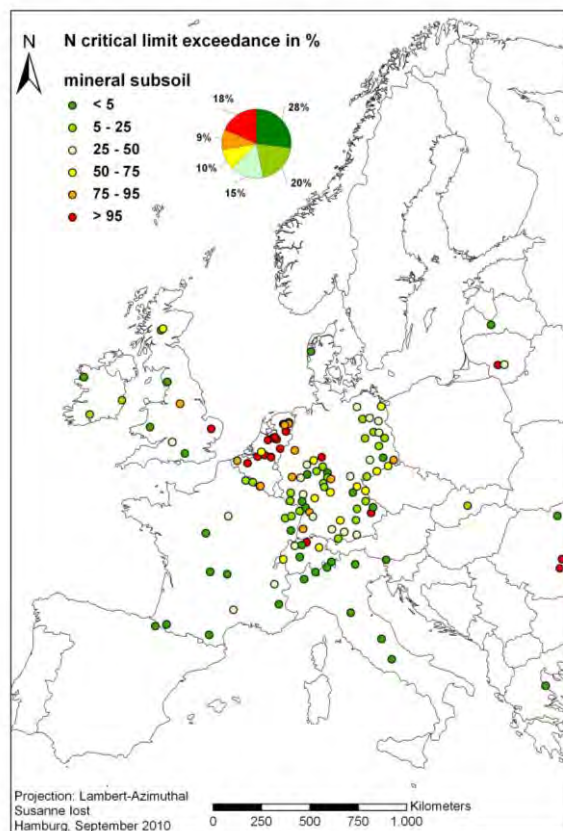 N
N critical limit exceedance in %
mineral subsoil
< 5
5 - 25
25 - 50
50 - 75
75 - 95
> 95
18%
28%
9%
10%
15%
20%
Projection: Lambert-Azimuthal
Susanne Iost
Hamburg, September 2010
Kilometers
0 250 500 750 1.000